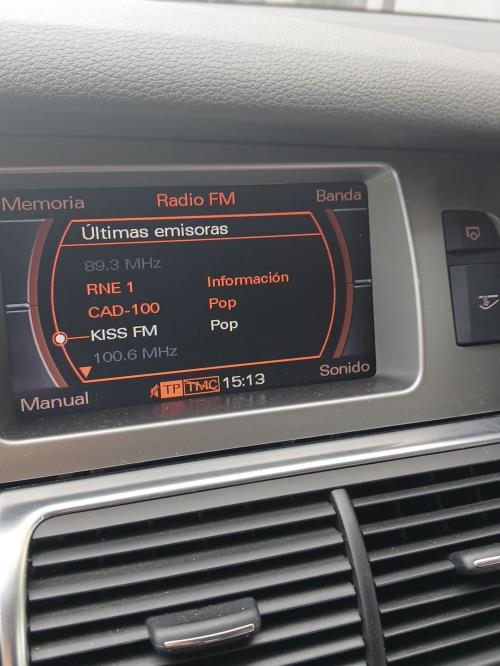 Memoria Radio FM Banda
Últimas emisoras
89.3 MHz
RNE 1 Información
CAD-100 Pop
KISS FM Pop
100.6 MHz
Manual TP TMC 15:13 Sonido